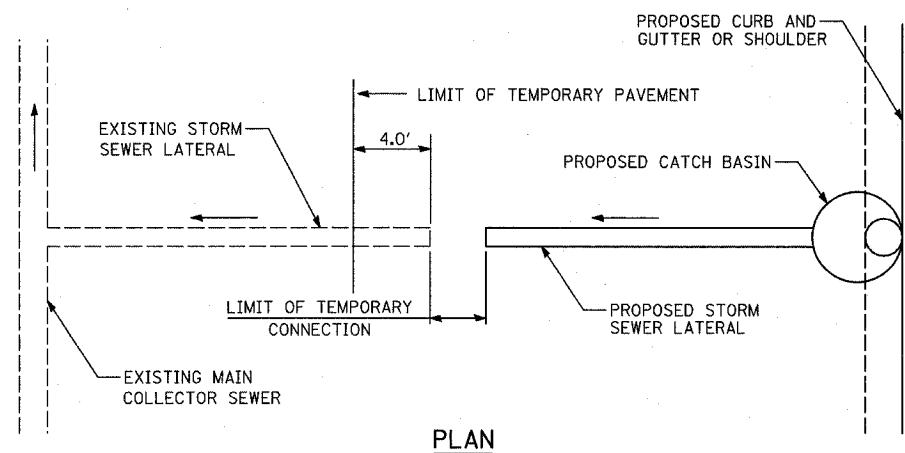 PROPOSED CURB AND
GUTTER OR SHOULDER
LIMIT OF TEMPORARY PAVEMENT
EXISTING STORM
SEWER LATERAL
4.0'
PROPOSED CATCH BASIN
LIMIT OF TEMPORARY
CONNECTION
PROPOSED STORM
SEWER LATERAL
EXISTING MAIN
COLLECTOR SEWER
PLAN